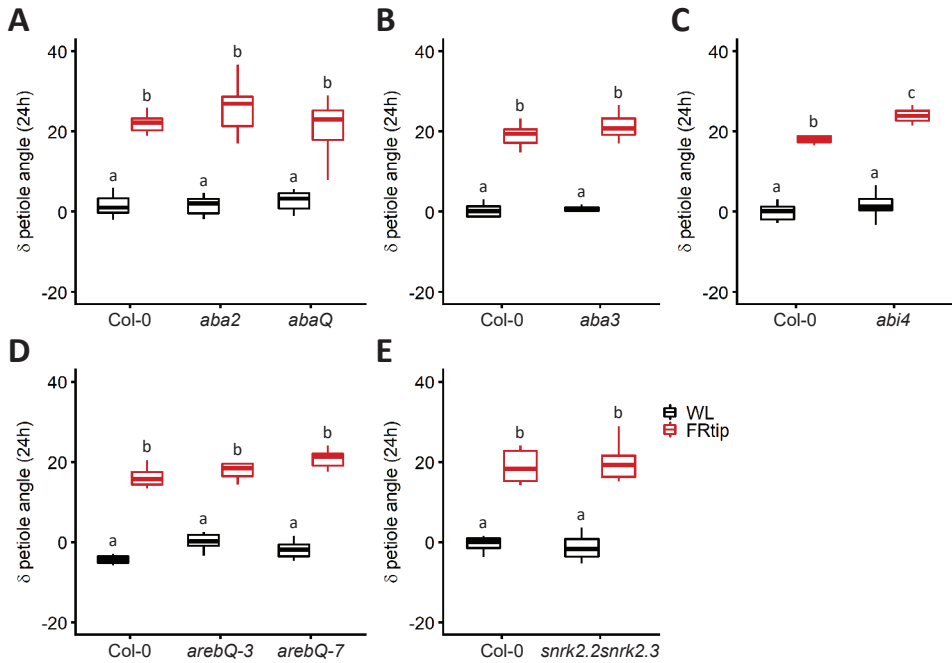 A
δ petiole angle (24h)
40
20
0
-20
b
b
b
a
a
a
Col-0
aba2
abaQ
B
δ petiole angle (24h)
40
20
0
-20
b
b
a
a
Col-0
aba3
C
δ petiole angle (24h)
40
20
0
-20
b
c
a
a
Col-0
abi4
D
δ petiole angle (24h)
40
20
0
-20
b
b
b
a
a
a
Col-0
arebQ-3
arebQ-7
E
δ petiole angle (24h)
40
20
0
-20
b
b
a
a
Col-0
snrk2.2snrk2.3
WL
FRtip